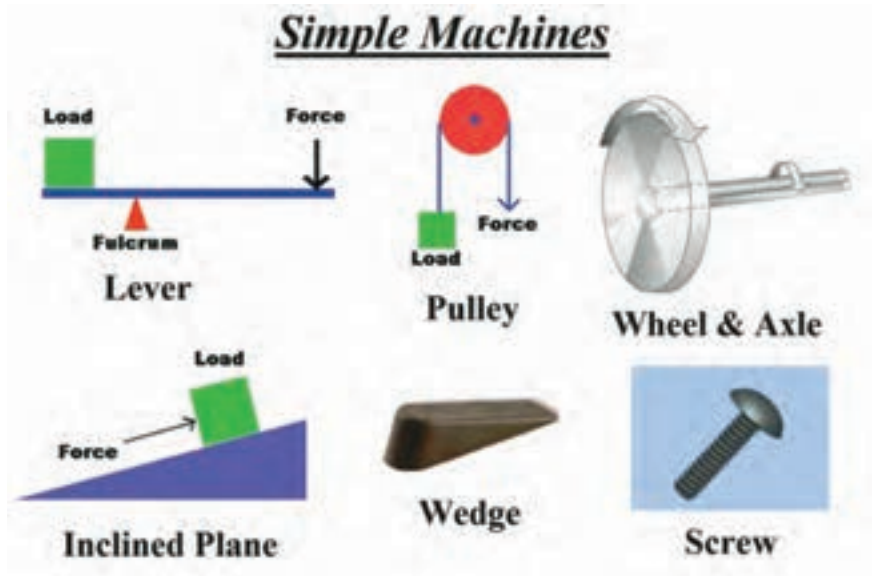 Simple Machines
Load
Force
Fulcrum
Lever
Force
Load
Pulley
Wheel & Axle
Load
Force
Inclined Plane
Wedge
Screw